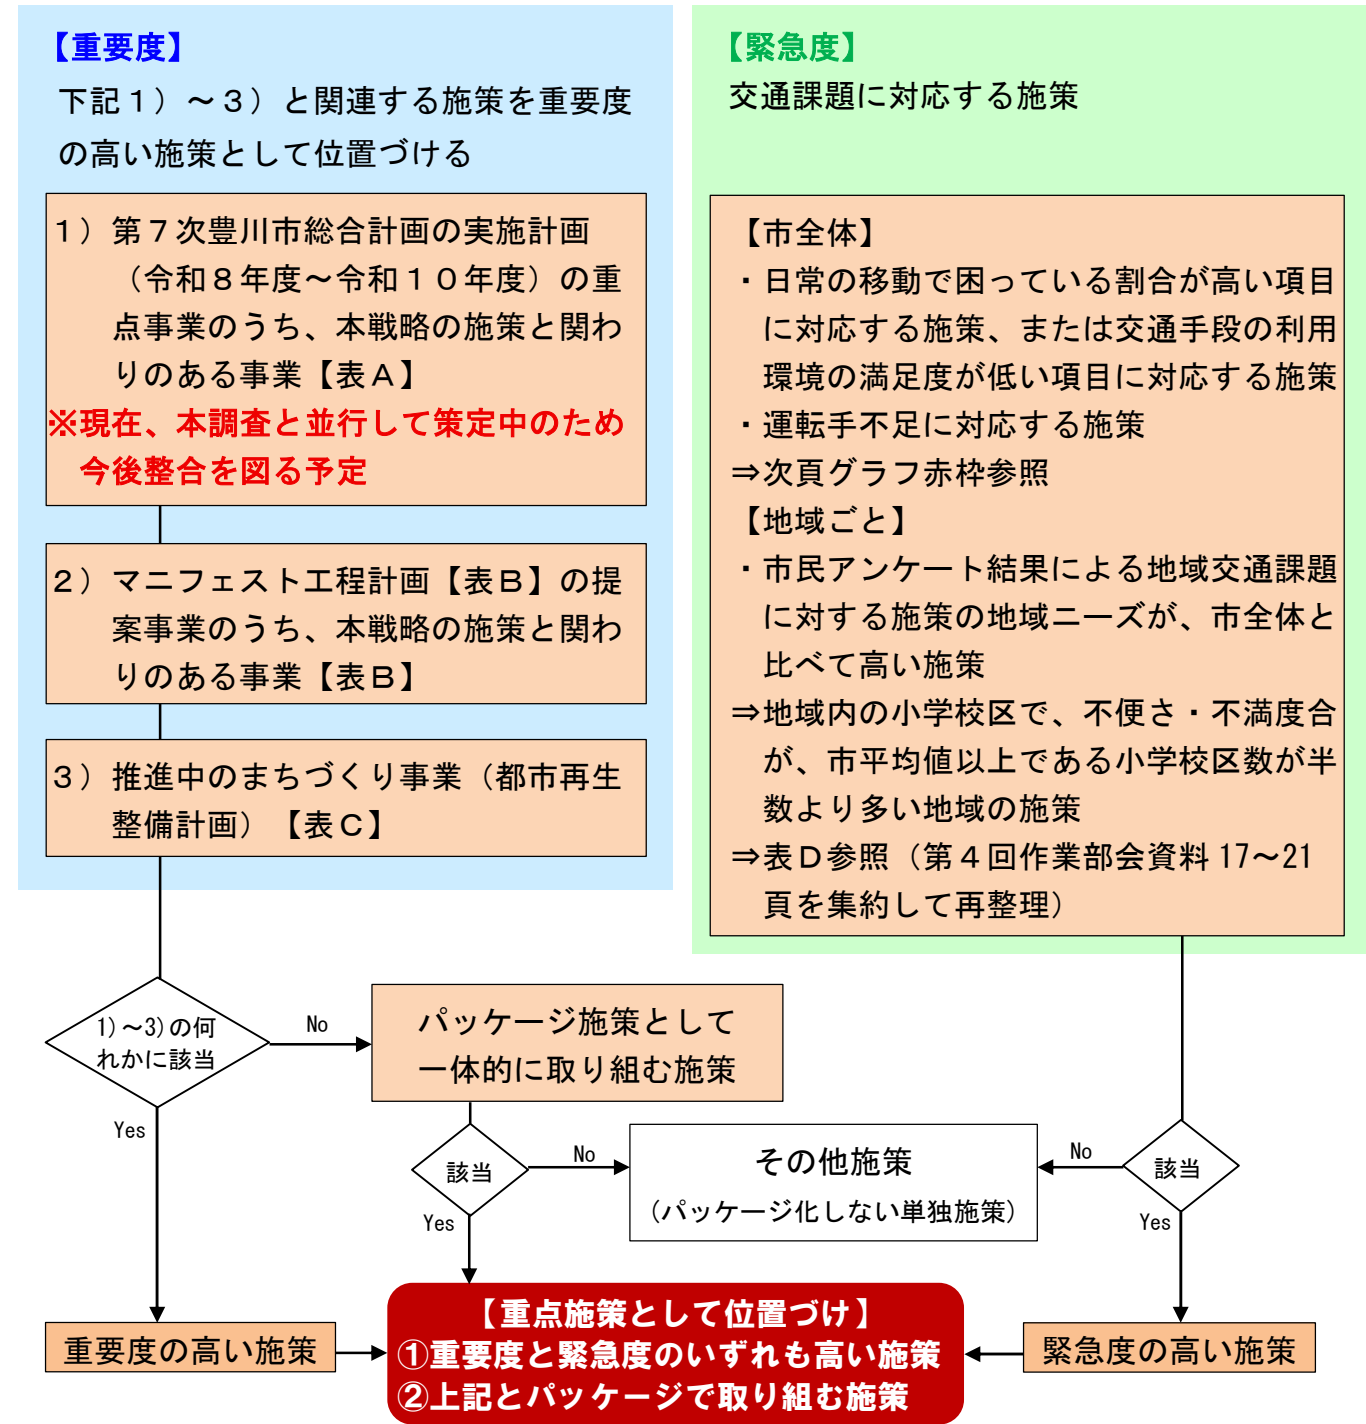 【重要度】
下記１）～３）と関連する施策を重要度
の高い施策として位置づける
１）第７次豊川市総合計画の実施計画
（令和８年度～令和１０年度）の重
点事業のうち、本戦略の施策と関わ
りのある事業【表Ａ】
※現在、本調査と並行して策定中のため
今後整合を図る予定
２）マニフェスト工程計画【表Ｂ】の提
案事業のうち、本戦略の施策と関わ
りのある事業【表Ｂ】
３）推進中のまちづくり事業（都市再生
整備計画）【表Ｃ】
【緊急度】
交通課題に対応する施策
【市全体】
・日常の移動で困っている割合が高い項目
に対応する施策、または交通手段の利用
環境の満足度が低い項目に対応する施策
・運転手不足に対応する施策
⇒次頁グラフ赤枠参照
【地域ごと】
・市民アンケート結果による地域交通課題
に対する施策の地域ニーズが、市全体と
比べて高い施策
⇒地域内の小学校区で、不便さ・不満度合
が、市平均値以上である小学校区数が半
数より多い地域の施策
⇒表Ｄ参照（第４回作業部会資料 17～21
頁を集約して再整理）
1)～3)の何
れかに該当
No
パッケージ施策として
一体的に取り組む施策
Yes
該当
No
その他施策
（パッケージ化しない単独施策）
No
該当
Yes
Yes
重要度の高い施策
【重点施策として位置づけ】
①重要度と緊急度のいずれも高い施策
②上記とパッケージで取り組む施策
緊急度の高い施策